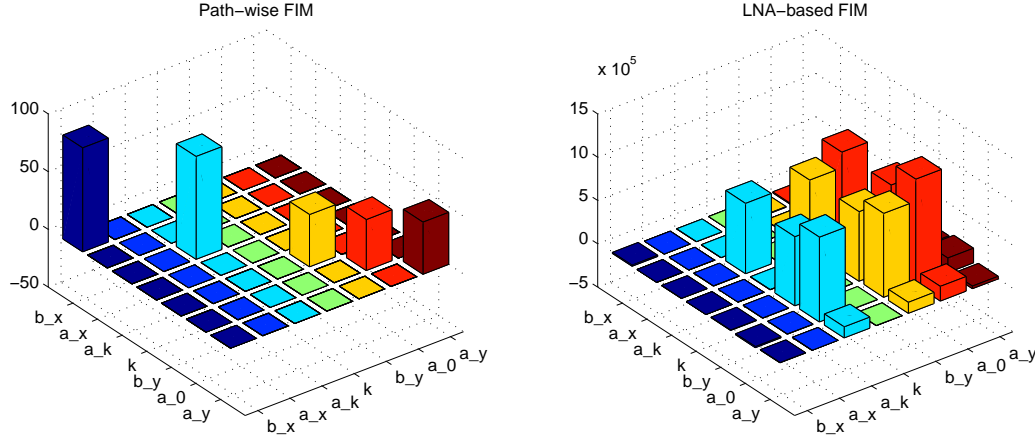 Path-wise FIM
100
50
0
-50
b_x
a_x
a_k
k
b_y
a_0
a_y
b_x
a_x
a_k
k
b_y
a_0
a_y
LNA-based FIM
x 10^5
15
10
5
0
-5
b_x
a_x
a_k
k
b_y
a_0
a_y
b_x
a_x
a_k
k
b_y
a_0
a_y